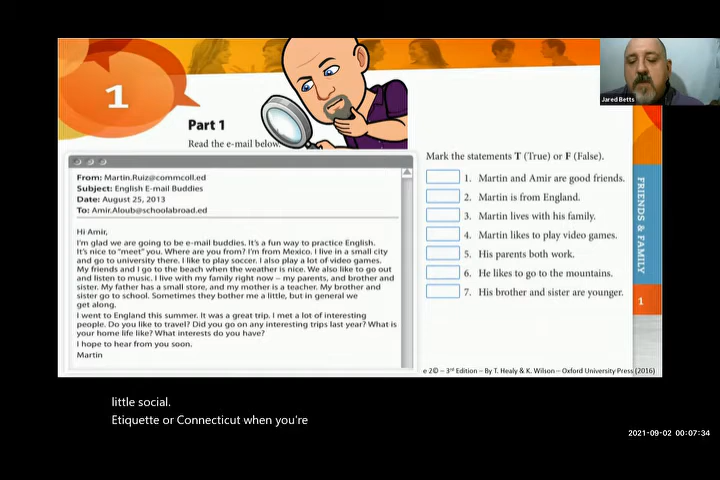 Jared Betts
1
Part 1
Read the e-mail below.
From: Martin.Ruiz@commcoll.ed
Subject: English E-mail Buddies
Date: August 25, 2013
To: Amir.Aloub@schoolabroad.ed
Hi Amir,
I'm glad we are going to be e-mail buddies. It's a fun way to practice English.
It's nice to "meet" you. Where are you from? I'm from Mexico. I live in a small city
and go to university there. I like to play soccer. I also play a lot of video games.
My friends and I go to the beach when the weather is nice. We also like to go out
and listen to music. I live with my family right now – my parents, and brother and
sister. My father has a small store, and my mother is a teacher. My brother and
sister go to school. Sometimes they bother me a little, but in general we
get along.
I went to England this summer. It was a great trip. I met a lot of interesting
people. Do you like to travel? Did you go on any interesting trips last year? What is
your home life like? What interests do you have?
I hope to hear from you soon.
Martin
Mark the statements T (True) or F (False).
1. Martin and Amir are good friends.
2. Martin is from England.
3. Martin lives with his family.
4. Martin likes to play video games.
5. His parents both work.
6. He likes to go to the mountains.
7. His brother and sister are younger.
FRIENDS & FAMILY
1
e 2© – 3rd Edition – By T. Healy & K. Wilson – Oxford University Press (2016)
little social.
Etiquette or Connecticut when you're
2021-09-02 00:07:34